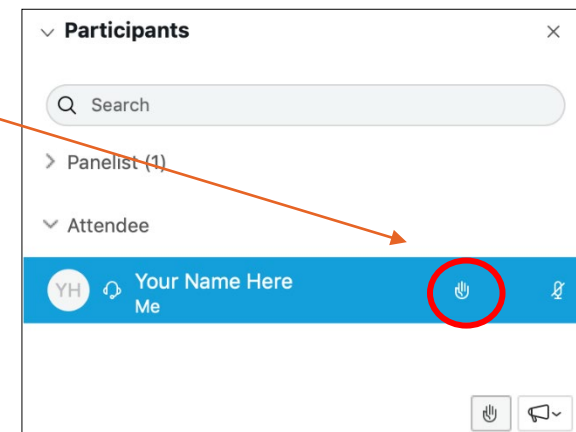 Participants
Search
Panelist (1)
Attendee
YH
Your Name Here
Me